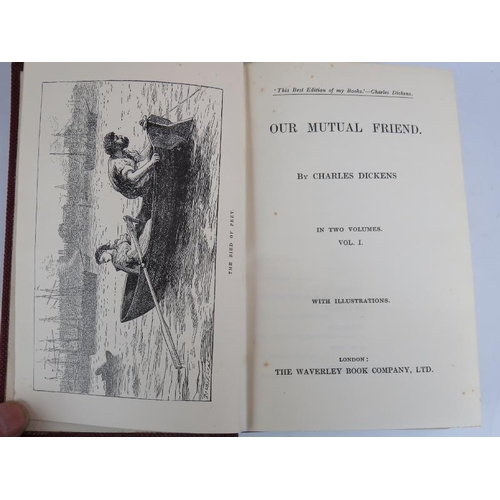 THE BIRD OF PREY
'This Best Edition of my Books.'—Charles Dickens.
OUR MUTUAL FRIEND.
BY CHARLES DICKENS
IN TWO VOLUMES.
VOL. I.
WITH ILLUSTRATIONS.
LONDON:
THE WAVERLEY BOOK COMPANY, LTD.